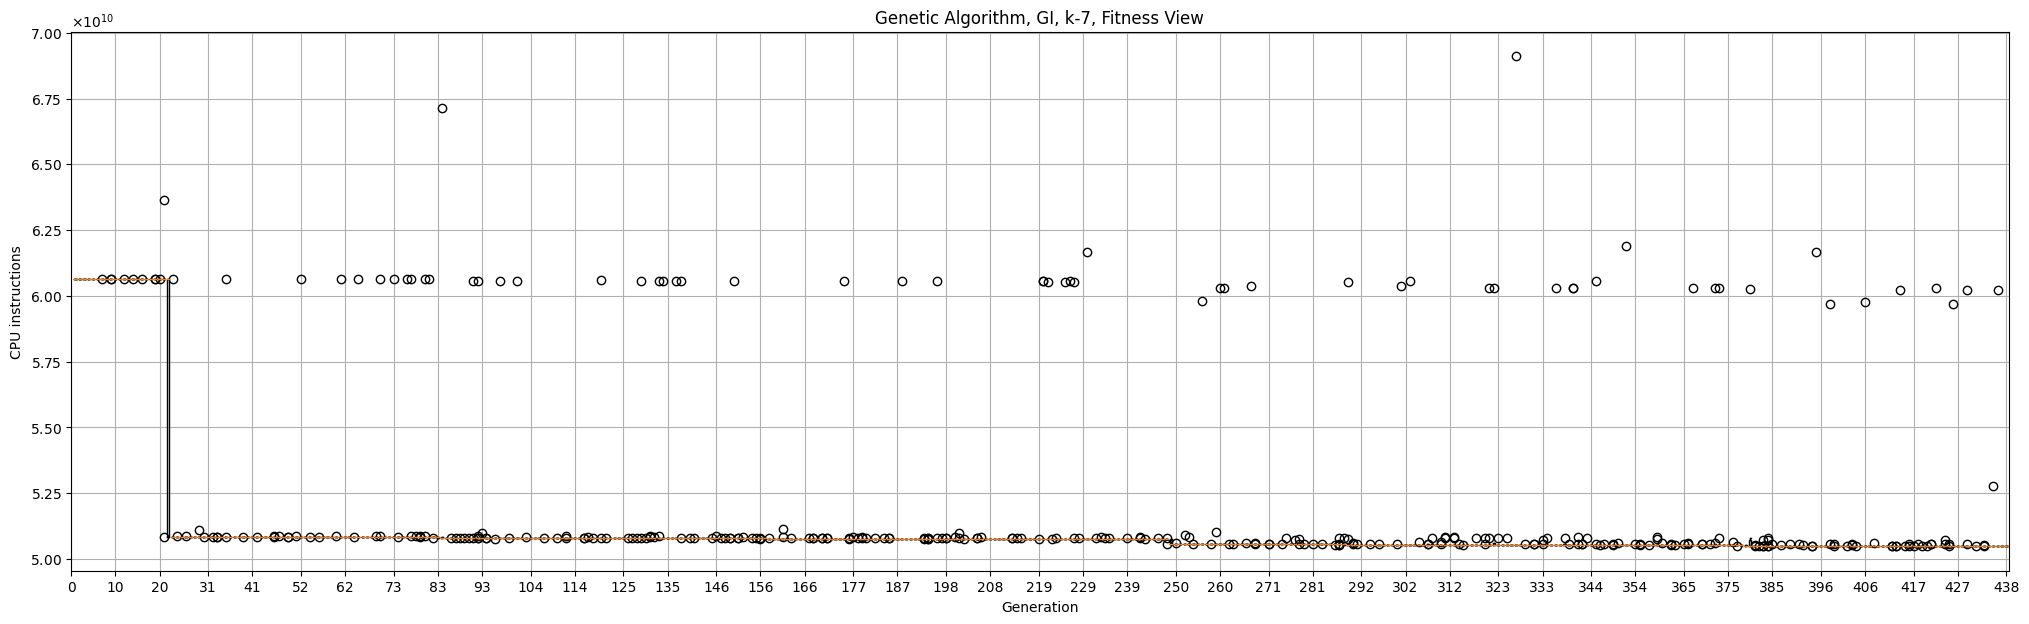 Genetic Algorithm, GI, k-7, Fitness View
×10¹⁰
7.00
6.75
6.50
6.25
6.00
5.75
5.50
5.25
5.00
CPU instructions
0 10 20 31 41 52 62 73 83 93 104 114 125 135 146 156 166 177 187 198 208 219 229 239 250 260 271 281 292 302 312 323 333 344 354 365 375 385 396 406 417 427 438
Generation